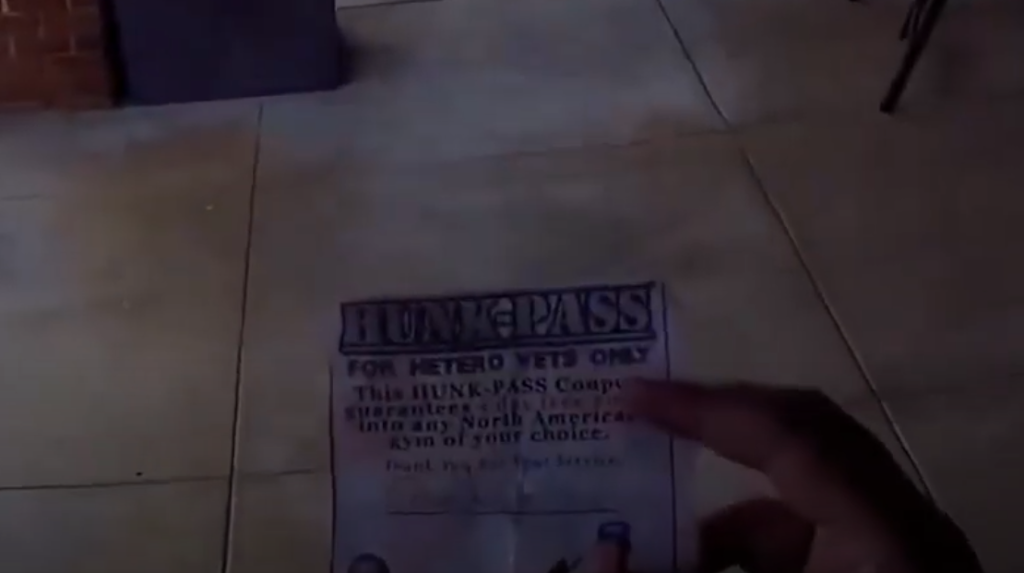 HUNK-PASS
FOR HETERO VETS ONLY
This HUNK-PASS
guarantees
into any North
gym of your choice.
Thank You For Your Service.